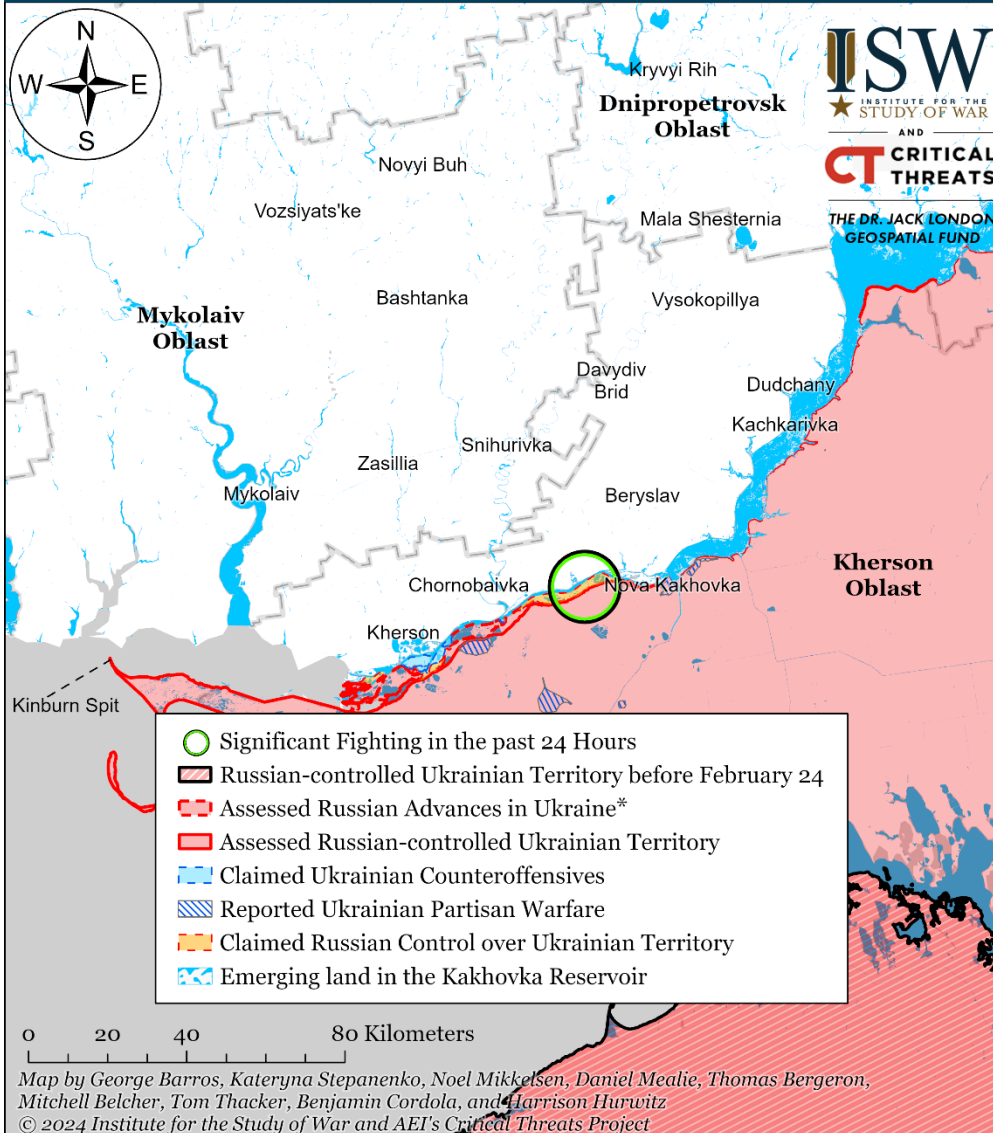 N
W
E
S
ISW
INSTITUTE FOR THE
STUDY OF WAR
AND
CT CRITICAL
THREATS
THE DR. JACK LONDON
GEOSPATIAL FUND
Kryvyi Rih
Dnipropetrovsk
Oblast
Novyi Buh
Vozsiyats'ke
Mala Shesternia
Bashtanka
Vysokopillya
Mykolaiv
Oblast
Davydiv
Brid
Dudchany
Kachkarivka
Snihurivka
Zasillia
Mykolaiv
Beryslav
Kherson
Oblast
Chornobaivka
Nova Kakhovka
Kherson
Kinburn Spit
Significant Fighting in the past 24 Hours
Russian-controlled Ukrainian Territory before February 24
Assessed Russian Advances in Ukraine*
Assessed Russian-controlled Ukrainian Territory
Claimed Ukrainian Counteroffensives
Reported Ukrainian Partisan Warfare
Claimed Russian Control over Ukrainian Territory
Emerging land in the Kakhovka Reservoir
0 20 40 80 Kilometers
Map by George Barros, Kateryna Stepanenko, Noel Mikkelsen, Daniel Mealie, Thomas Bergeron,
Mitchell Belcher, Tom Thacker, Benjamin Cordola, and Harrison Hurwitz
© 2024 Institute for the Study of War and AEI's Critical Threats Project